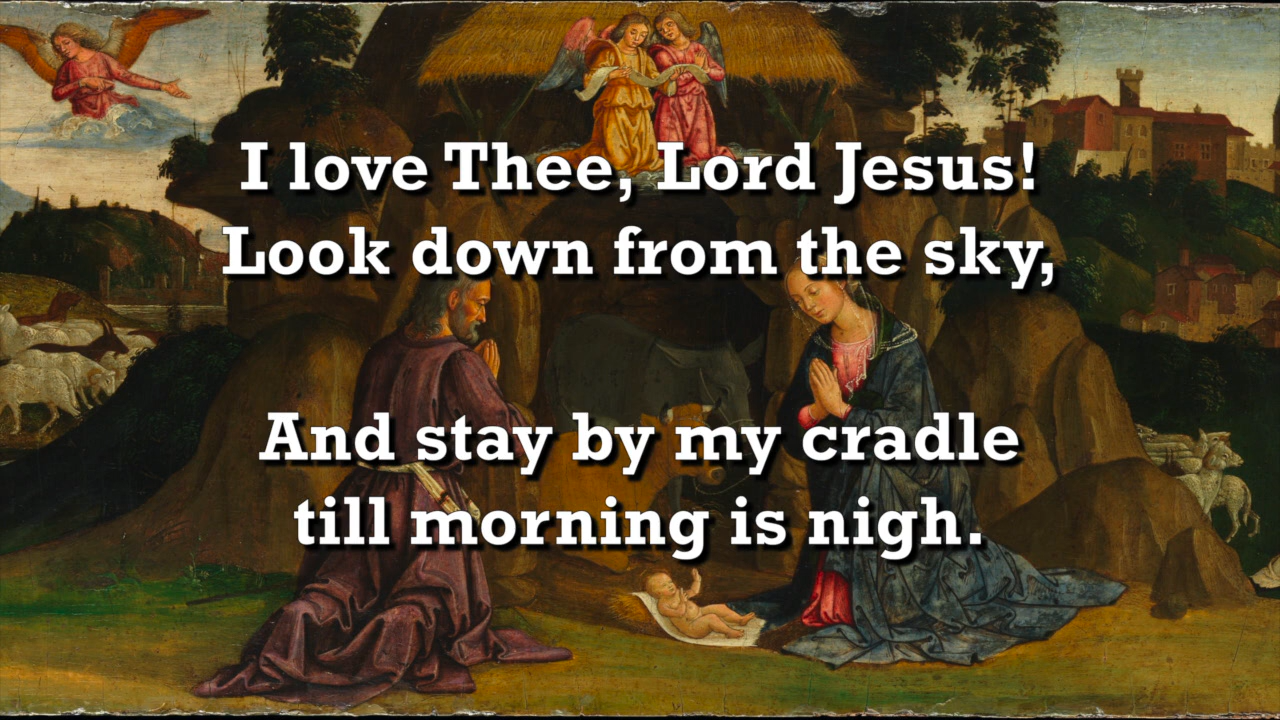 I love Thee, Lord Jesus!
Look down from the sky,
And stay by my cradle
till morning is nigh.